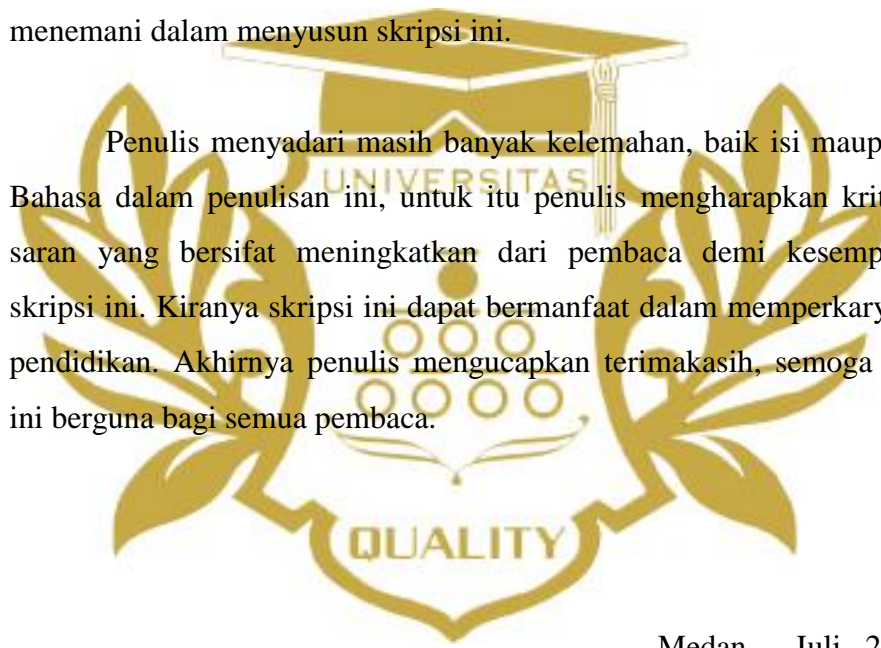 menemani dalam menyusun skripsi ini.
Penulis menyadari masih banyak kelemahan, baik isi maup
UNIVERSITAS
Bahasa dalam penulisan ini, untuk itu penulis mengharapkan krit
saran yang bersifat meningkatkan dari pembaca demi kesemp
skripsi ini. Kiranya skripsi ini dapat bermanfaat dalam memperkary
pendidikan. Akhirnya penulis mengucapkan terimakasih, semoga
ini berguna bagi semua pembaca.
QUALITY
Medan, Juli 2